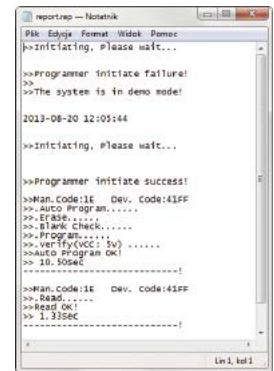 report.rep — Notatnik
Plik Edycja Format Widok Pomoc
>>Initiating, Please wait...
>>Programmer initiate failure!
>>
>>The system is in demo mode!
2013-08-20 12:05:44
>>Initiating, Please wait...
>>Programmer initiate success!
>>Man.Code:1E Dev. Code:41FF
>>.Auto Program......
>>.Erase.....
>>.Blank Check......
>>.Program.....
>>.Verify(VCC: 5V) ......
>>Auto Program OK!
>> 10.50Sec
---------------------------!
>>Man.Code:1E Dev. Code:41FF
>>.Read......
>>Read OK!
>> 1.33Sec
---------------------------!
Lin 1, kol 1